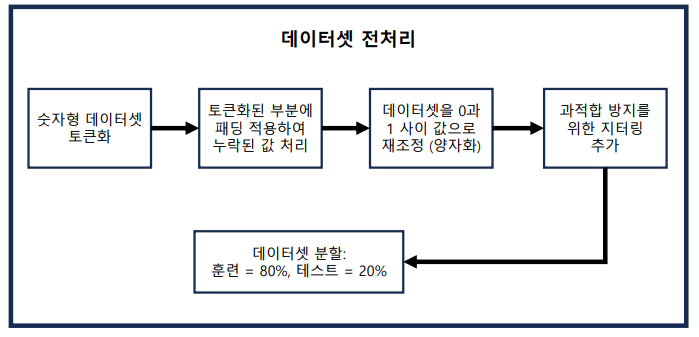 데이터셋 전처리
숫자형 데이터셋
토큰화
토큰화된 부분에
패딩 적용하여
누락된 값 처리
데이터셋을 0과
1 사이 값으로
재조정 (양자화)
과적합 방지를
위한 지터링
추가
데이터셋 분할:
훈련 = 80%, 테스트 = 20%